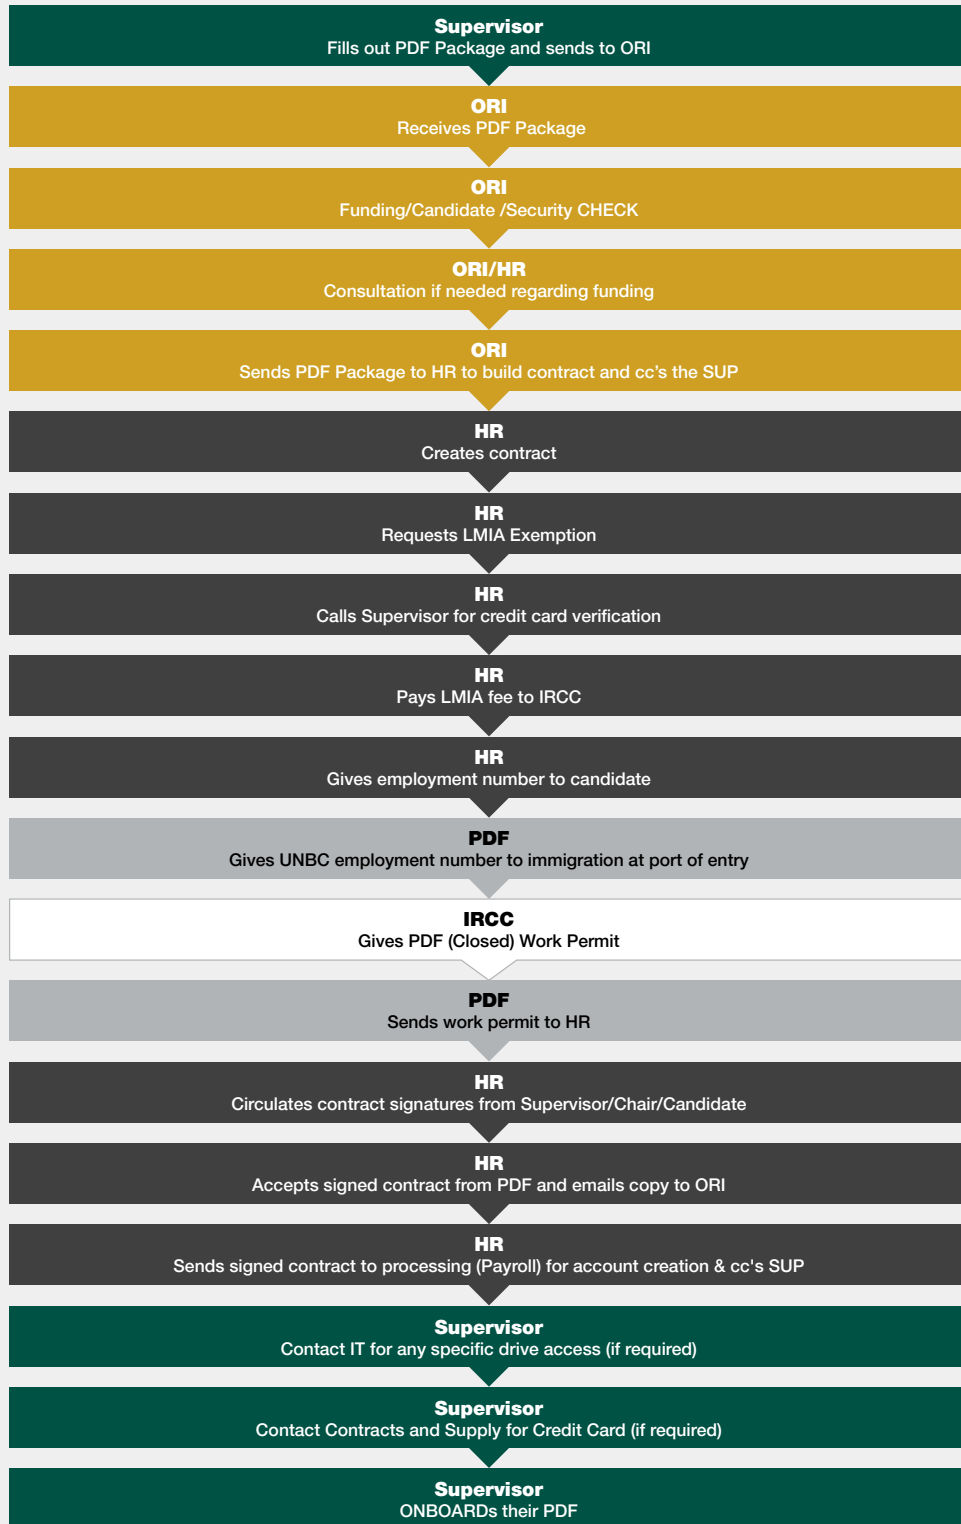 Supervisor
Fills out PDF Package and sends to ORI
ORI
Receives PDF Package
ORI
Funding/Candidate /Security CHECK
ORI/HR
Consultation if needed regarding funding
ORI
Sends PDF Package to HR to build contract and cc’s the SUP
HR
Creates contract
HR
Requests LMIA Exemption
HR
Calls Supervisor for credit card verification
HR
Pays LMIA fee to IRCC
HR
Gives employment number to candidate
PDF
Gives UNBC employment number to immigration at port of entry
IRCC
Gives PDF (Closed) Work Permit
PDF
Sends work permit to HR
HR
Circulates contract signatures from Supervisor/Chair/Candidate
HR
Accepts signed contract from PDF and emails copy to ORI
HR
Sends signed contract to processing (Payroll) for account creation & cc's SUP
Supervisor
Contact IT for any specific drive access (if required)
Supervisor
Contact Contracts and Supply for Credit Card (if required)
Supervisor
ONBOARDs their PDF